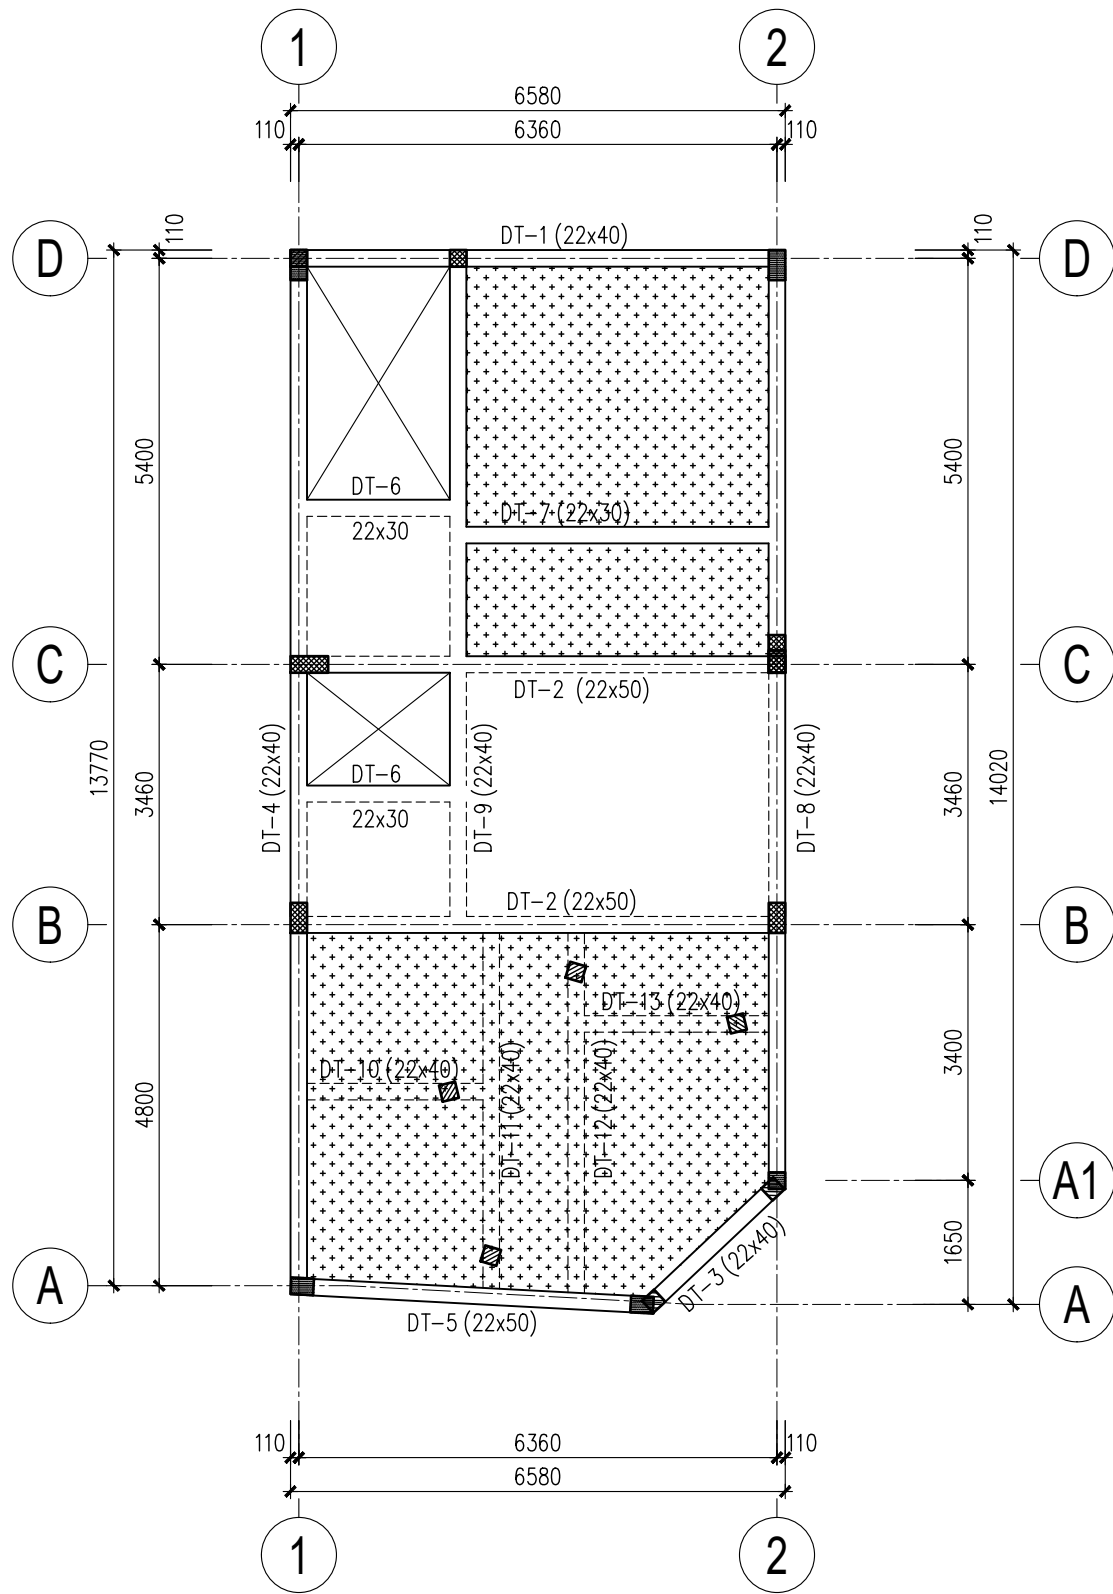 1
2
6580
110
6360
110
110
110
D
DT-1 (22x40)
D
5400
5400
DT-6
22x30
DT-7 (22x30)
C
C
DT-2 (22x50)
13770
3460
DT-4 (22x40)
DT-6
22x30
DT-9 (22x40)
DT-8 (22x40)
3460
14020
DT-2 (22x50)
B
B
DT-13 (22x40)
DT-10 (22x40)
DT-11 (22x40)
DT-12 (22x40)
4800
3400
A1
1650
DT-3 (22x40)
A
A
DT-5 (22x50)
110
6360
110
6580
1
2